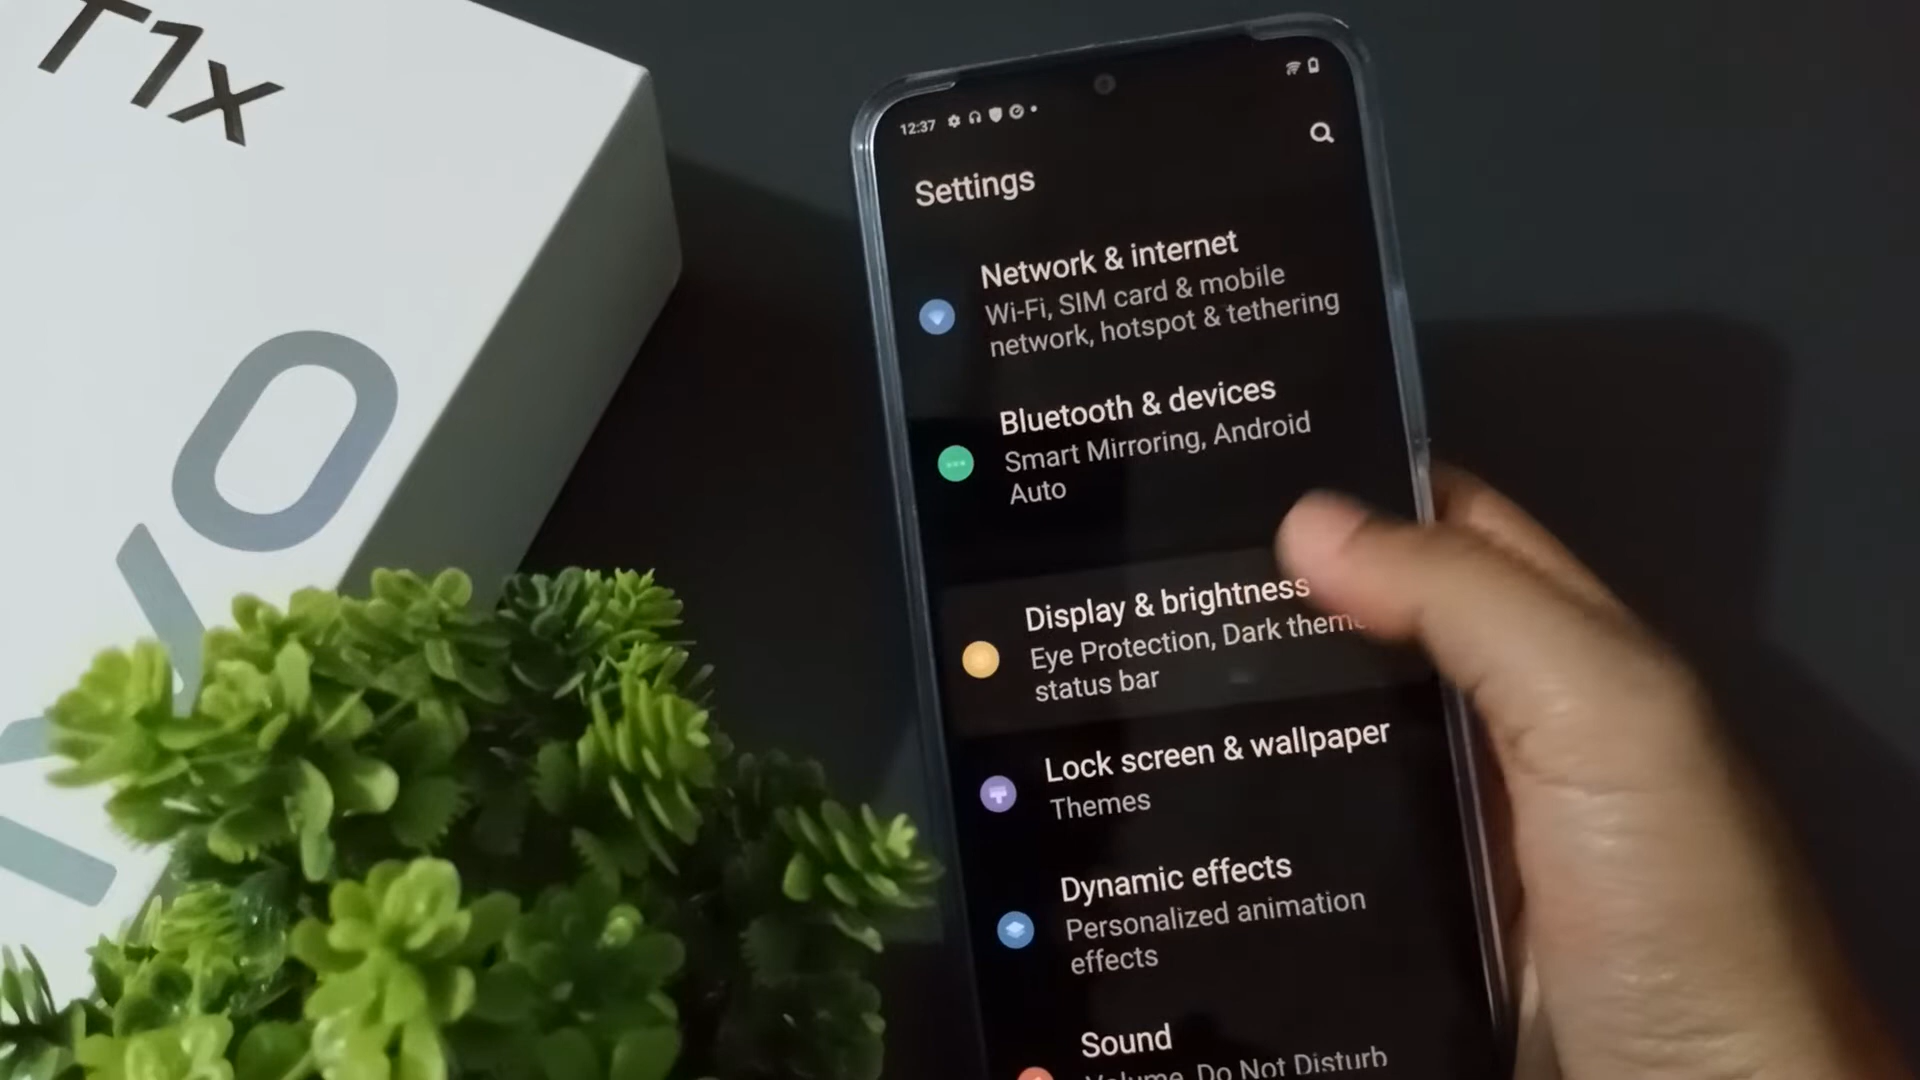 T1x
12:37
Settings
Network & internet
Wi-Fi, SIM card & mobile
network, hotspot & tethering
Bluetooth & devices
Smart Mirroring, Android
Auto
Display & brightness
Eye Protection, Dark theme
status bar
Lock screen & wallpaper
Themes
Dynamic effects
Personalized animation
effects
Sound
Volume, Do Not Disturb